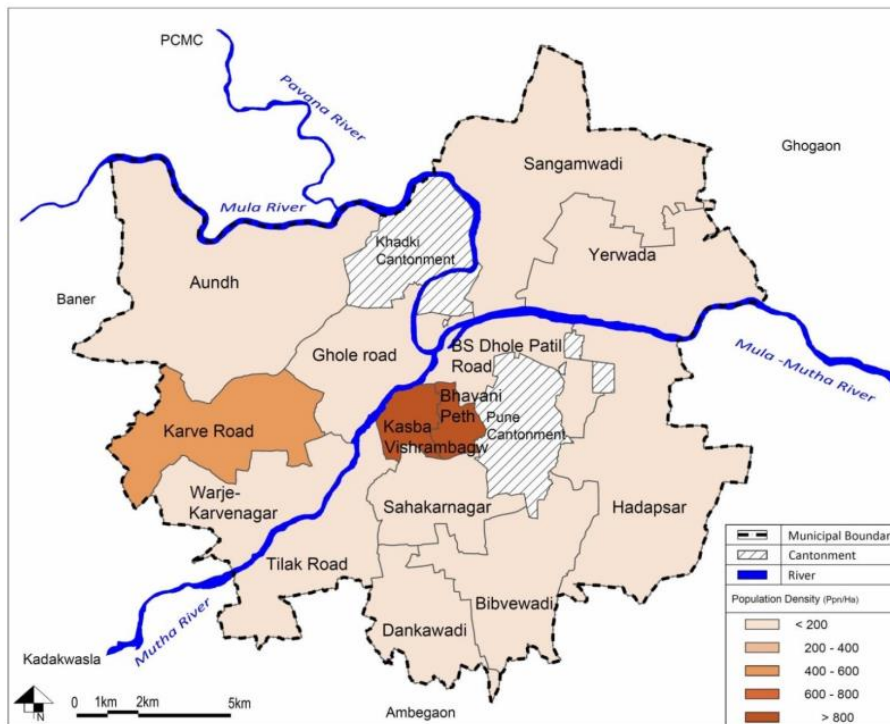 PCMC
Pavana River
Ghogaon
Sangamwadi
Mula River
Khadki
Cantonment
Yerwada
Aundh
Baner
Ghole road
BS Dhole Patil
Road
Mula -Mutha River
Bhavani
Peth
Karve Road
Kasba
Vishrambagw
Pune
Cantonment
Warje-
Karvenagar
Sahakarnagar
Hadapsar
Tilak Road
Mutha River
Bibvewadi
Dankawadi
Kadakwasla
Ambegaon
N
0 1km 2km 5km
Municipal Boundar
Cantonment
River
Population Density (Ppn/Ha)
< 200
200 - 400
400 - 600
600 - 800
> 800